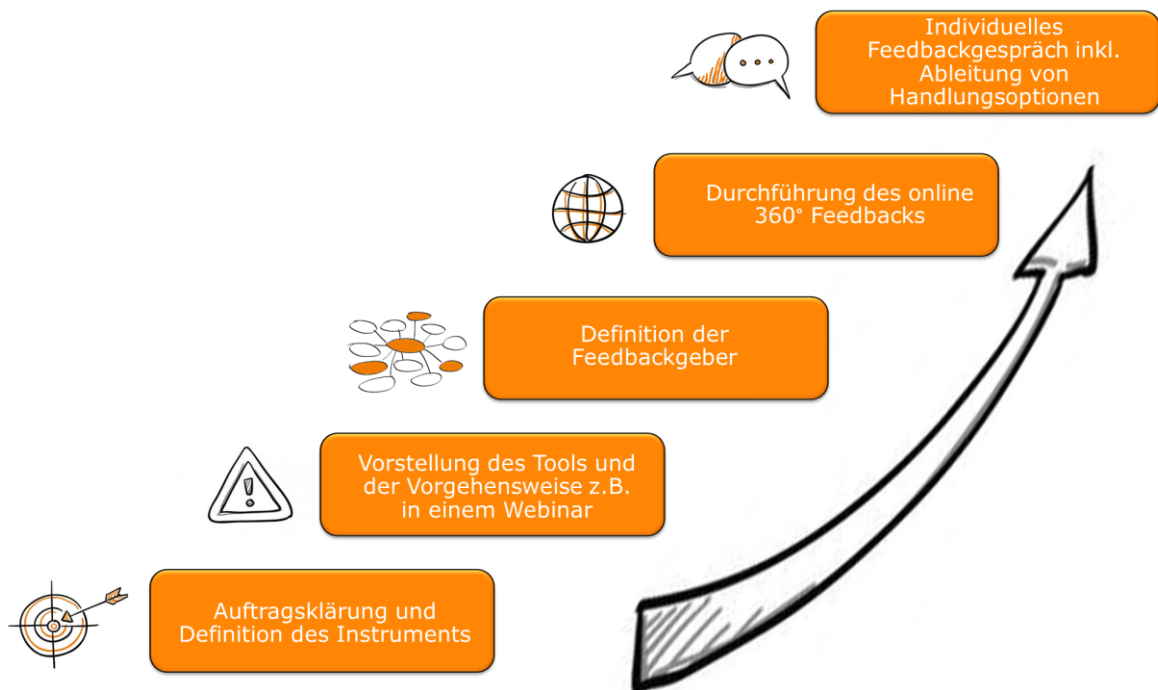 Individuelles
Feedbackgespräch inkl.
Ableitung von
Handlungsoptionen
Durchführung des online
360° Feedbacks
Definition der
Feedbackgeber
Vorstellung des Tools und
der Vorgehensweise z.B.
in einem Webinar
Auftragsklärung und
Definition des Instruments